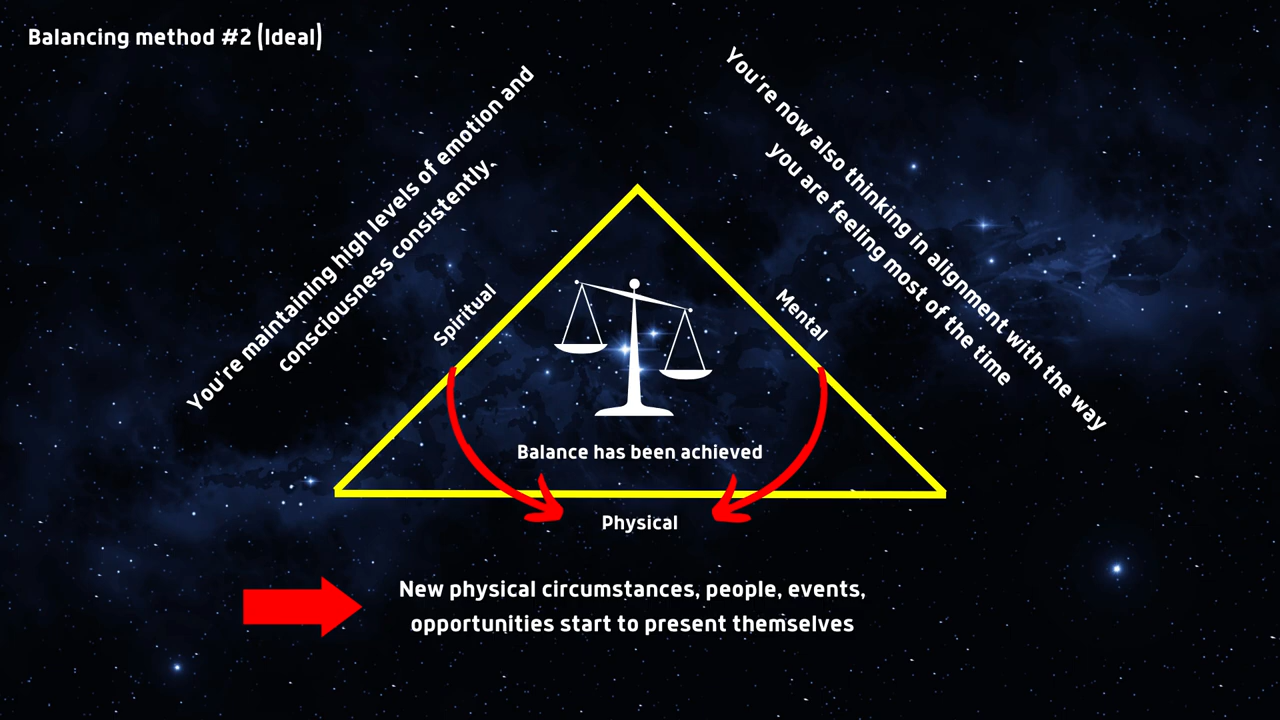 Balancing method #2 (Ideal)
You're maintaining high levels of emotion and
consciousness consistently.
You're now also thinking in alignment with the way
you are feeling most of the time
Spiritual
Mental
Balance has been achieved
Physical
New physical circumstances, people, events,
opportunities start to present themselves